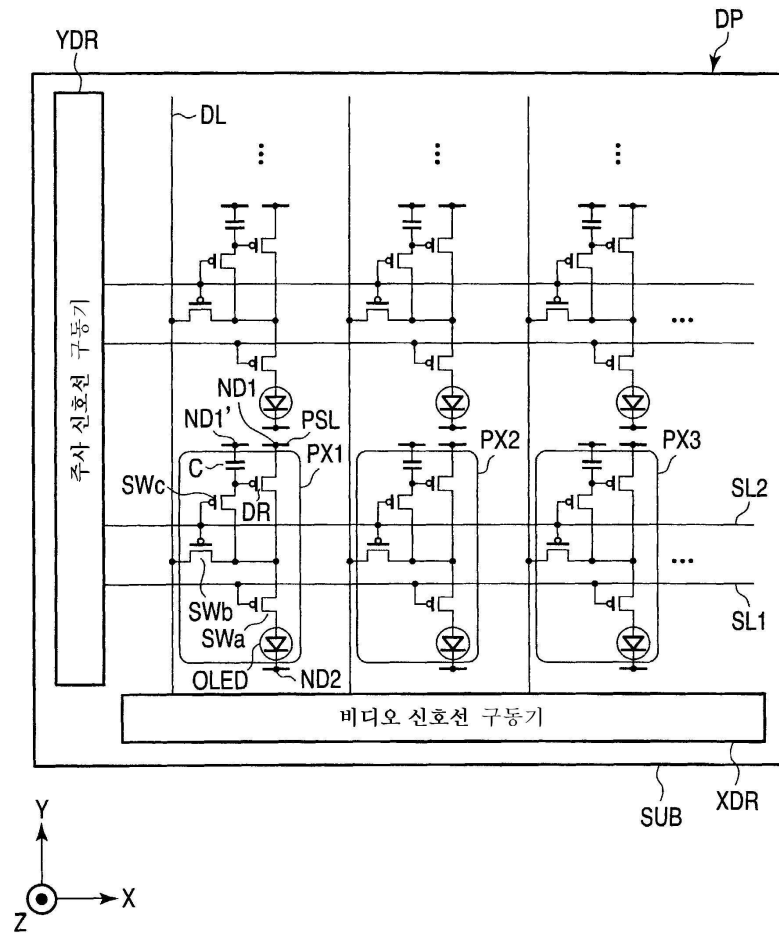 DP
YDR
DL
⋮ ⋮ ⋮
주사 신호선 구동기
...
ND1
ND1’
PSL
PX1
PX2
PX3
C
SWc
DR
SL2
...
SWb
SL1
SWa
OLED
ND2
비디오 신호선 구동기
XDR
SUB
Y
X
Z